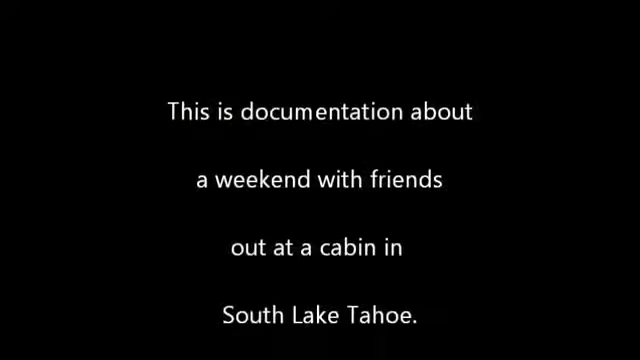 This is documentation about
a weekend with friends
out at a cabin in
South Lake Tahoe.